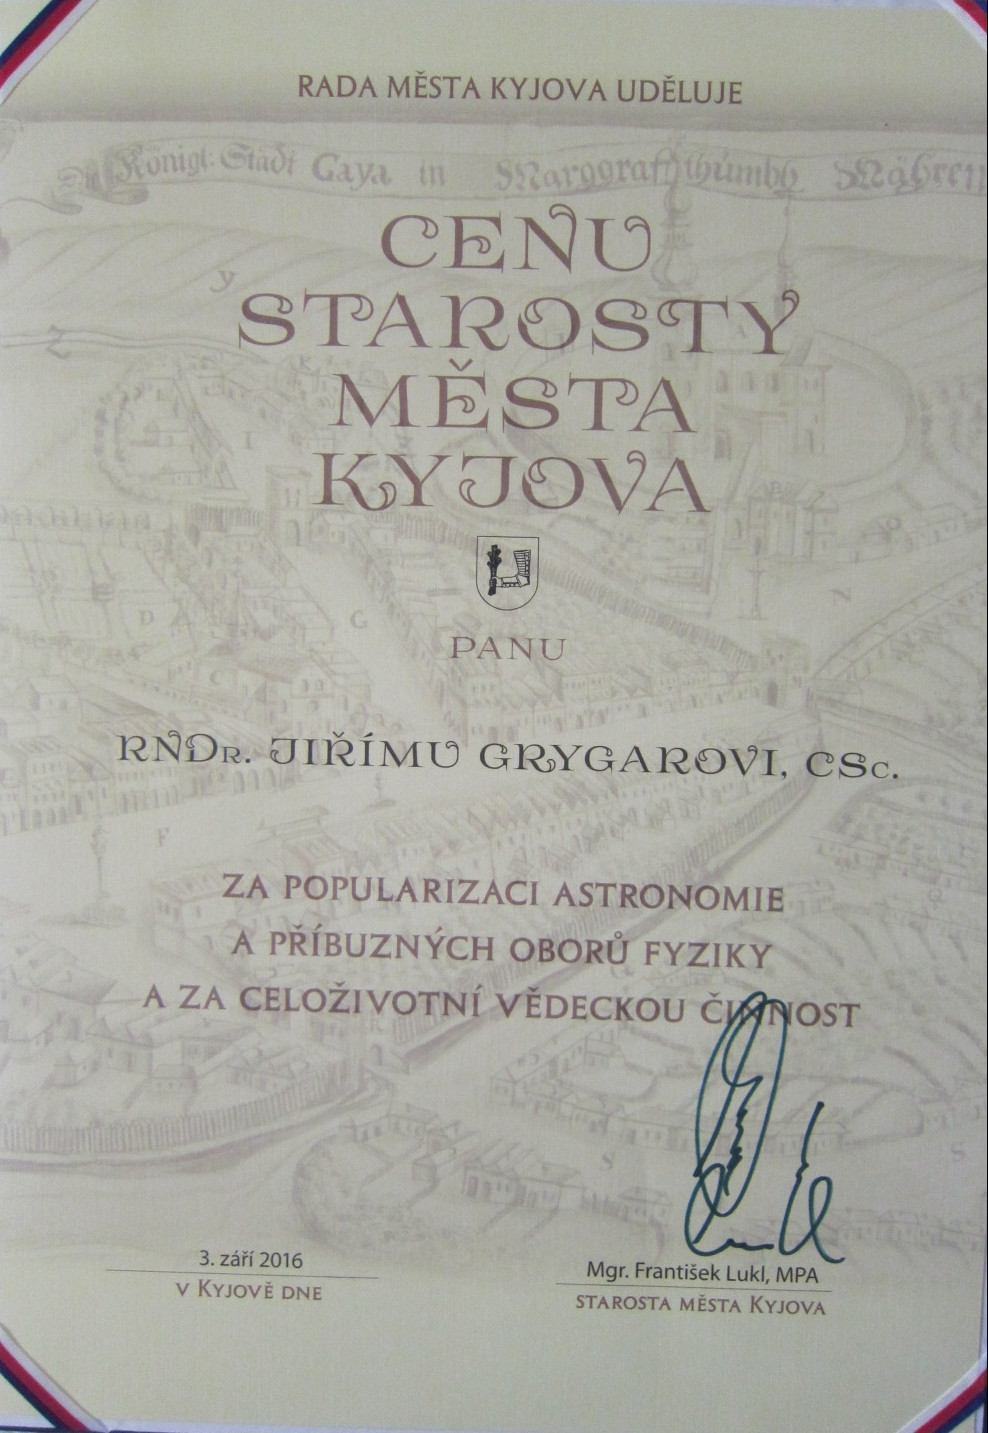 RADA MĚSTA KYJOVA UDĚLUJE
Die Königl: Stadt Gaya in Marggrafthumb Mähren
CENU
STAROSTY
MĚSTA
KYJOVA
PANU
RNDr. JIŘÍMU GRYGAROVI, CSc.
ZA POPULARIZACI ASTRONOMIE
A PŘÍBUZNÝCH OBORŮ FYZIKY
A ZA CELOŽIVOTNÍ VĚDECKOU ČINNOST
3. září 2016
V KYJOVĚ DNE
Mgr. František Lukl, MPA
STAROSTA MĚSTA KYJOVA